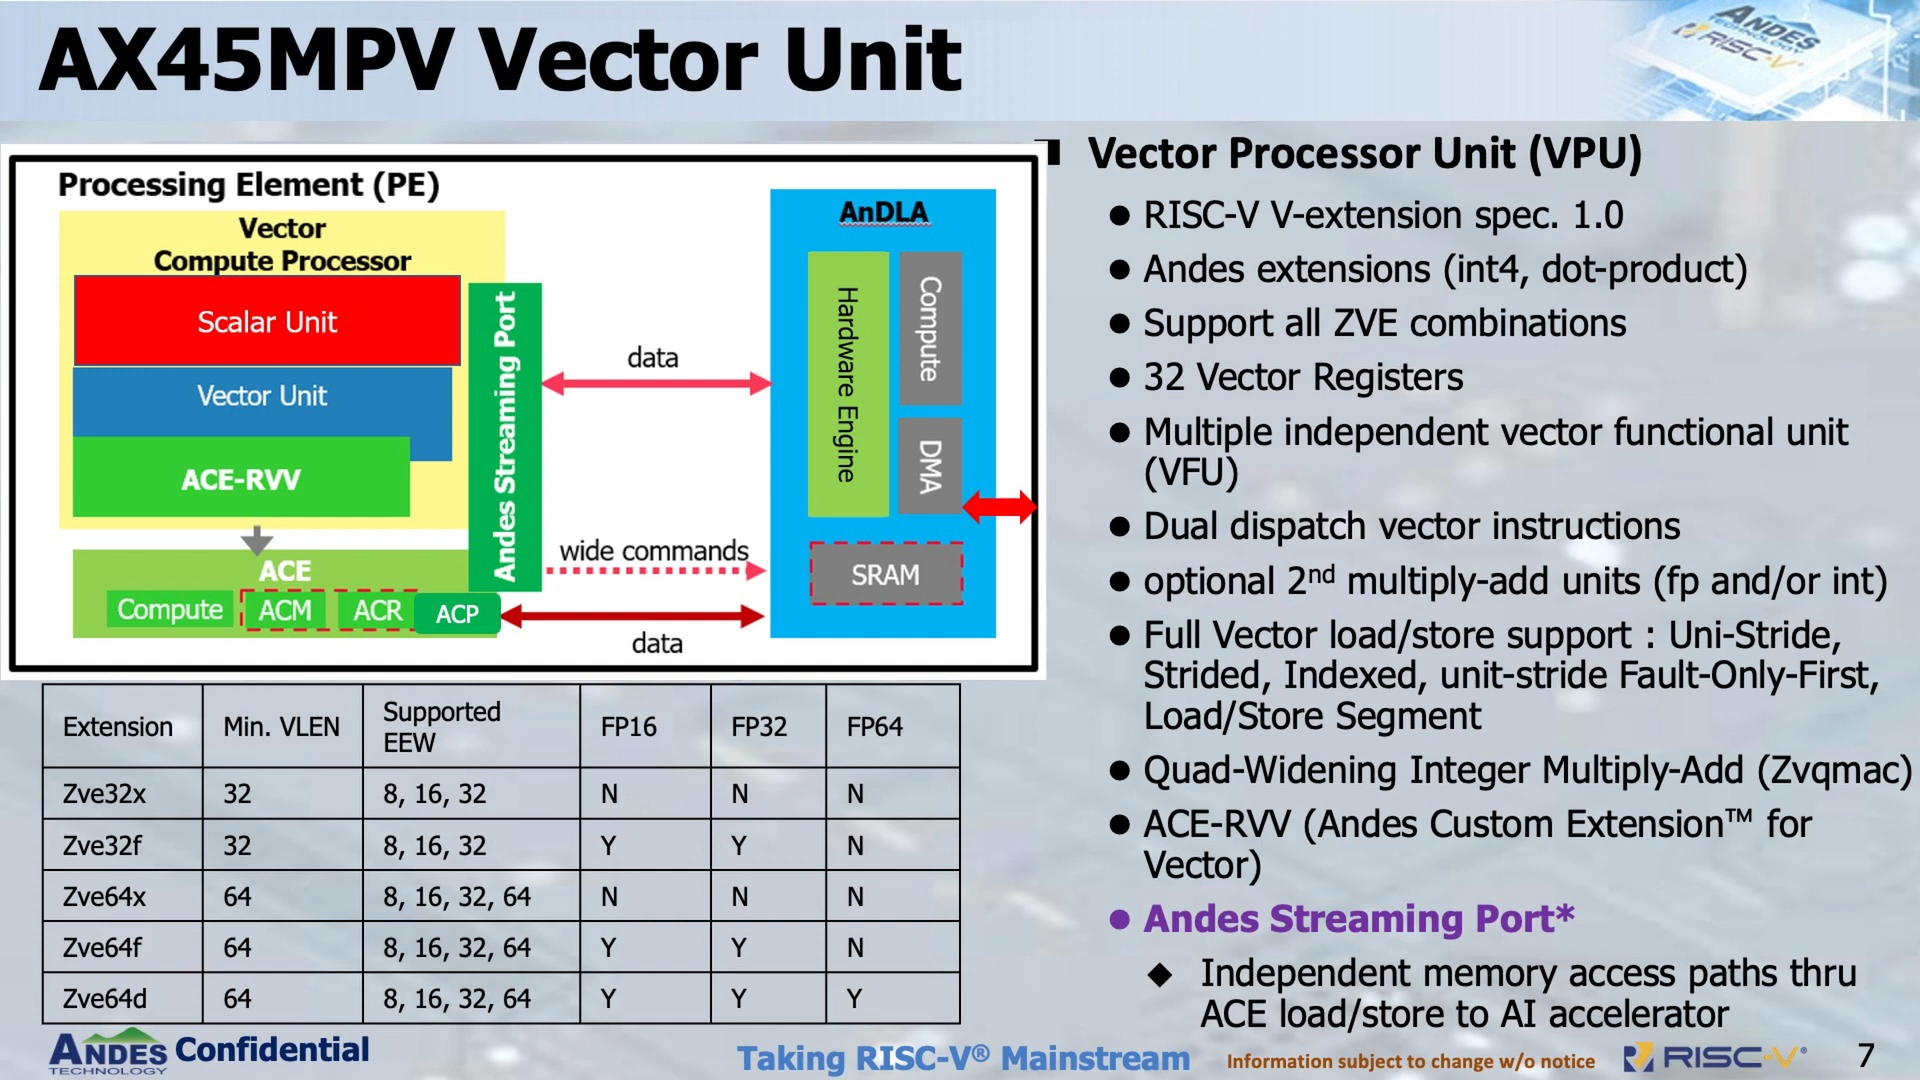 AX45MPV Vector Unit
ANDES
TECHNOLOGY
RISC-V
Processing Element (PE)
Vector
Compute Processor
Scalar Unit
Vector Unit
ACE-RVV
ACE
Compute
ACM
ACR
ACP
Andes Streaming Port
data
wide commands
data
AnDLA
Hardware Engine
Compute
DMA
SRAM
Extension Min. VLEN Supported EEW FP16 FP32 FP64
Zve32x 32 8, 16, 32 N N N
Zve32f 32 8, 16, 32 Y Y N
Zve64x 64 8, 16, 32, 64 N N N
Zve64f 64 8, 16, 32, 64 Y Y N
Zve64d 64 8, 16, 32, 64 Y Y Y
■ Vector Processor Unit (VPU)
● RISC-V V-extension spec. 1.0
● Andes extensions (int4, dot-product)
● Support all ZVE combinations
● 32 Vector Registers
● Multiple independent vector functional unit
(VFU)
● Dual dispatch vector instructions
● optional 2nd multiply-add units (fp and/or int)
● Full Vector load/store support : Uni-Stride,
Strided, Indexed, unit-stride Fault-Only-First,
Load/Store Segment
● Quad-Widening Integer Multiply-Add (Zvqmac)
● ACE-RVV (Andes Custom Extension™ for
Vector)
● Andes Streaming Port*
◆ Independent memory access paths thru
ACE load/store to AI accelerator
ANDES
TECHNOLOGY
Confidential
Taking RISC-V® Mainstream
Information subject to change w/o notice
RISC-V®
7